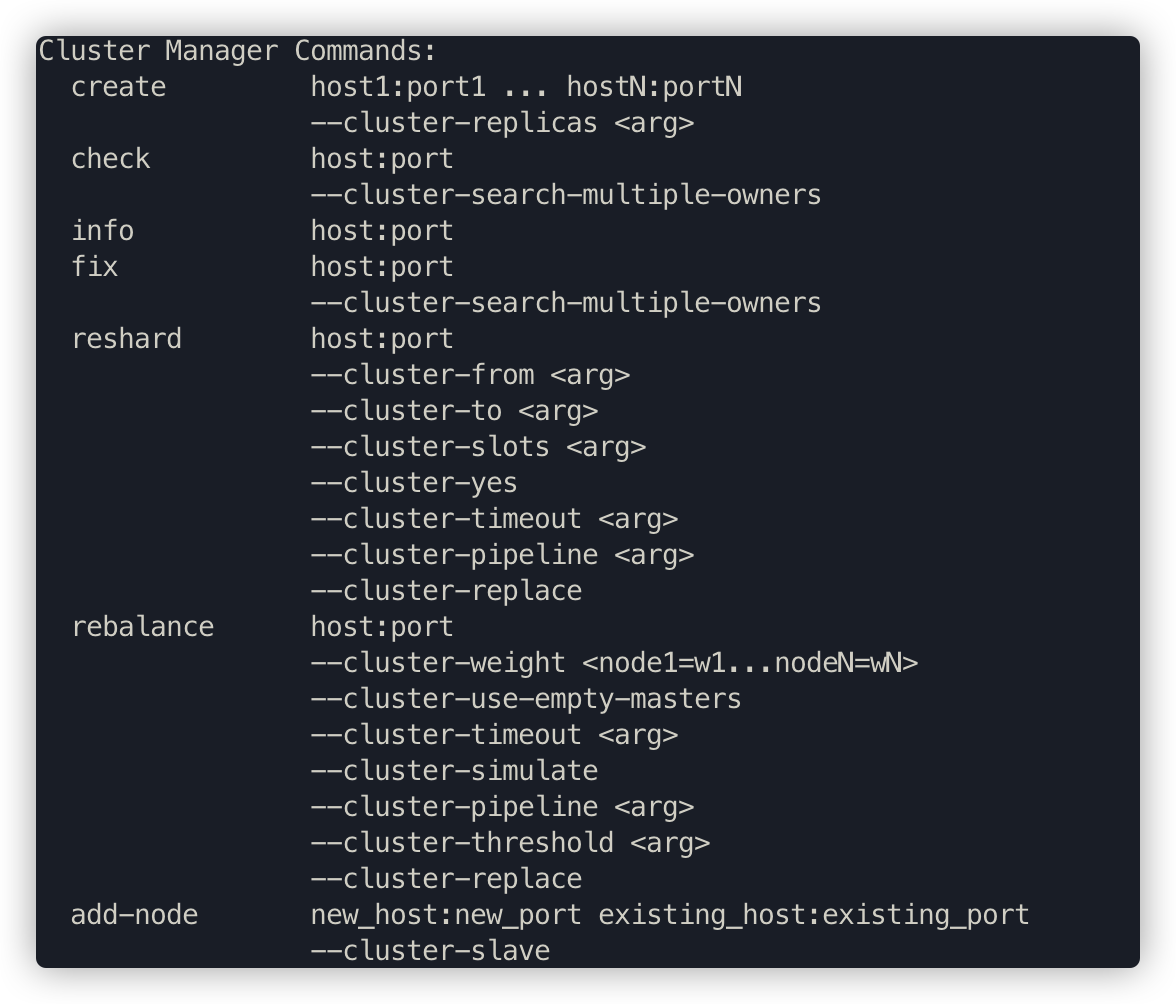 Cluster Manager Commands:
  create         host1:port1 ... hostN:portN
                 --cluster-replicas <arg>
  check          host:port
                 --cluster-search-multiple-owners
  info           host:port
  fix            host:port
                 --cluster-search-multiple-owners
  reshard        host:port
                 --cluster-from <arg>
                 --cluster-to <arg>
                 --cluster-slots <arg>
                 --cluster-yes
                 --cluster-timeout <arg>
                 --cluster-pipeline <arg>
                 --cluster-replace
  rebalance      host:port
                 --cluster-weight <node1=w1...nodeN=wN>
                 --cluster-use-empty-masters
                 --cluster-timeout <arg>
                 --cluster-simulate
                 --cluster-pipeline <arg>
                 --cluster-threshold <arg>
                 --cluster-replace
  add-node       new_host:new_port existing_host:existing_port
                 --cluster-slave